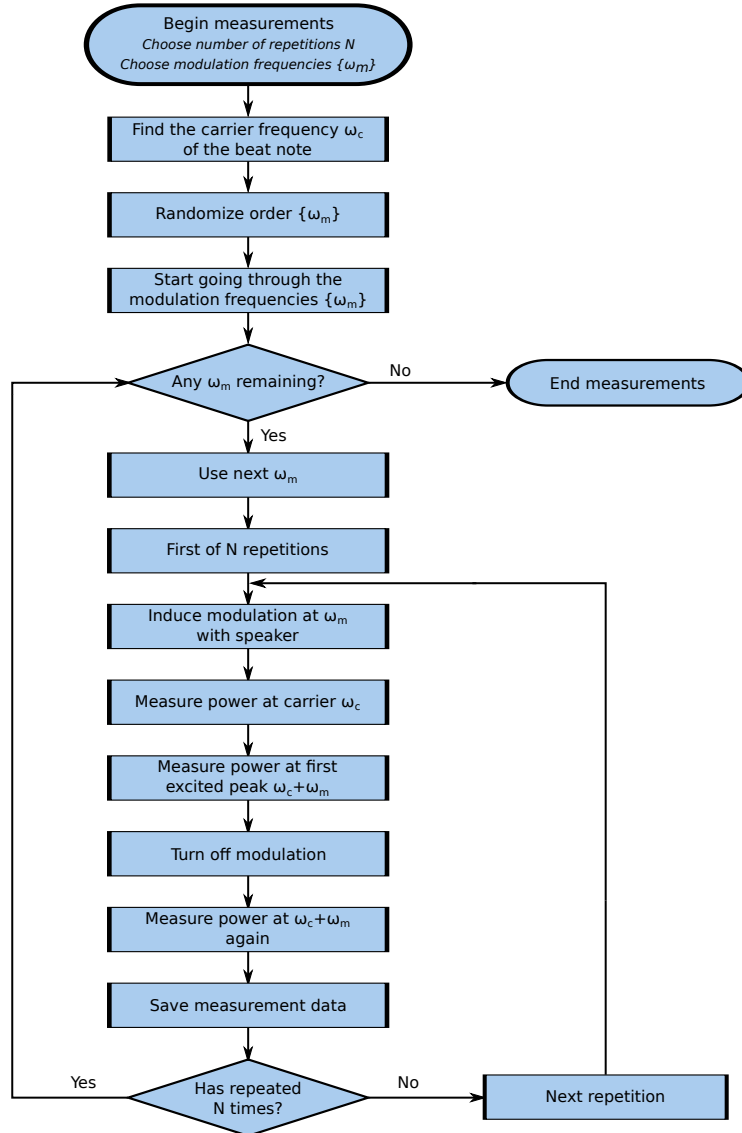 Begin measurements
Choose number of repetitions N
Choose modulation frequencies {ωm}
Find the carrier frequency ωc
of the beat note
Randomize order {ωm}
Start going through the
modulation frequencies {ωm}
Any ωm remaining?
No
End measurements
Yes
Use next ωm
First of N repetitions
Induce modulation at ωm
with speaker
Measure power at carrier ωc
Measure power at first
excited peak ωc+ωm
Turn off modulation
Measure power at ωc+ωm
again
Save measurement data
Yes
Has repeated
N times?
No
Next repetition